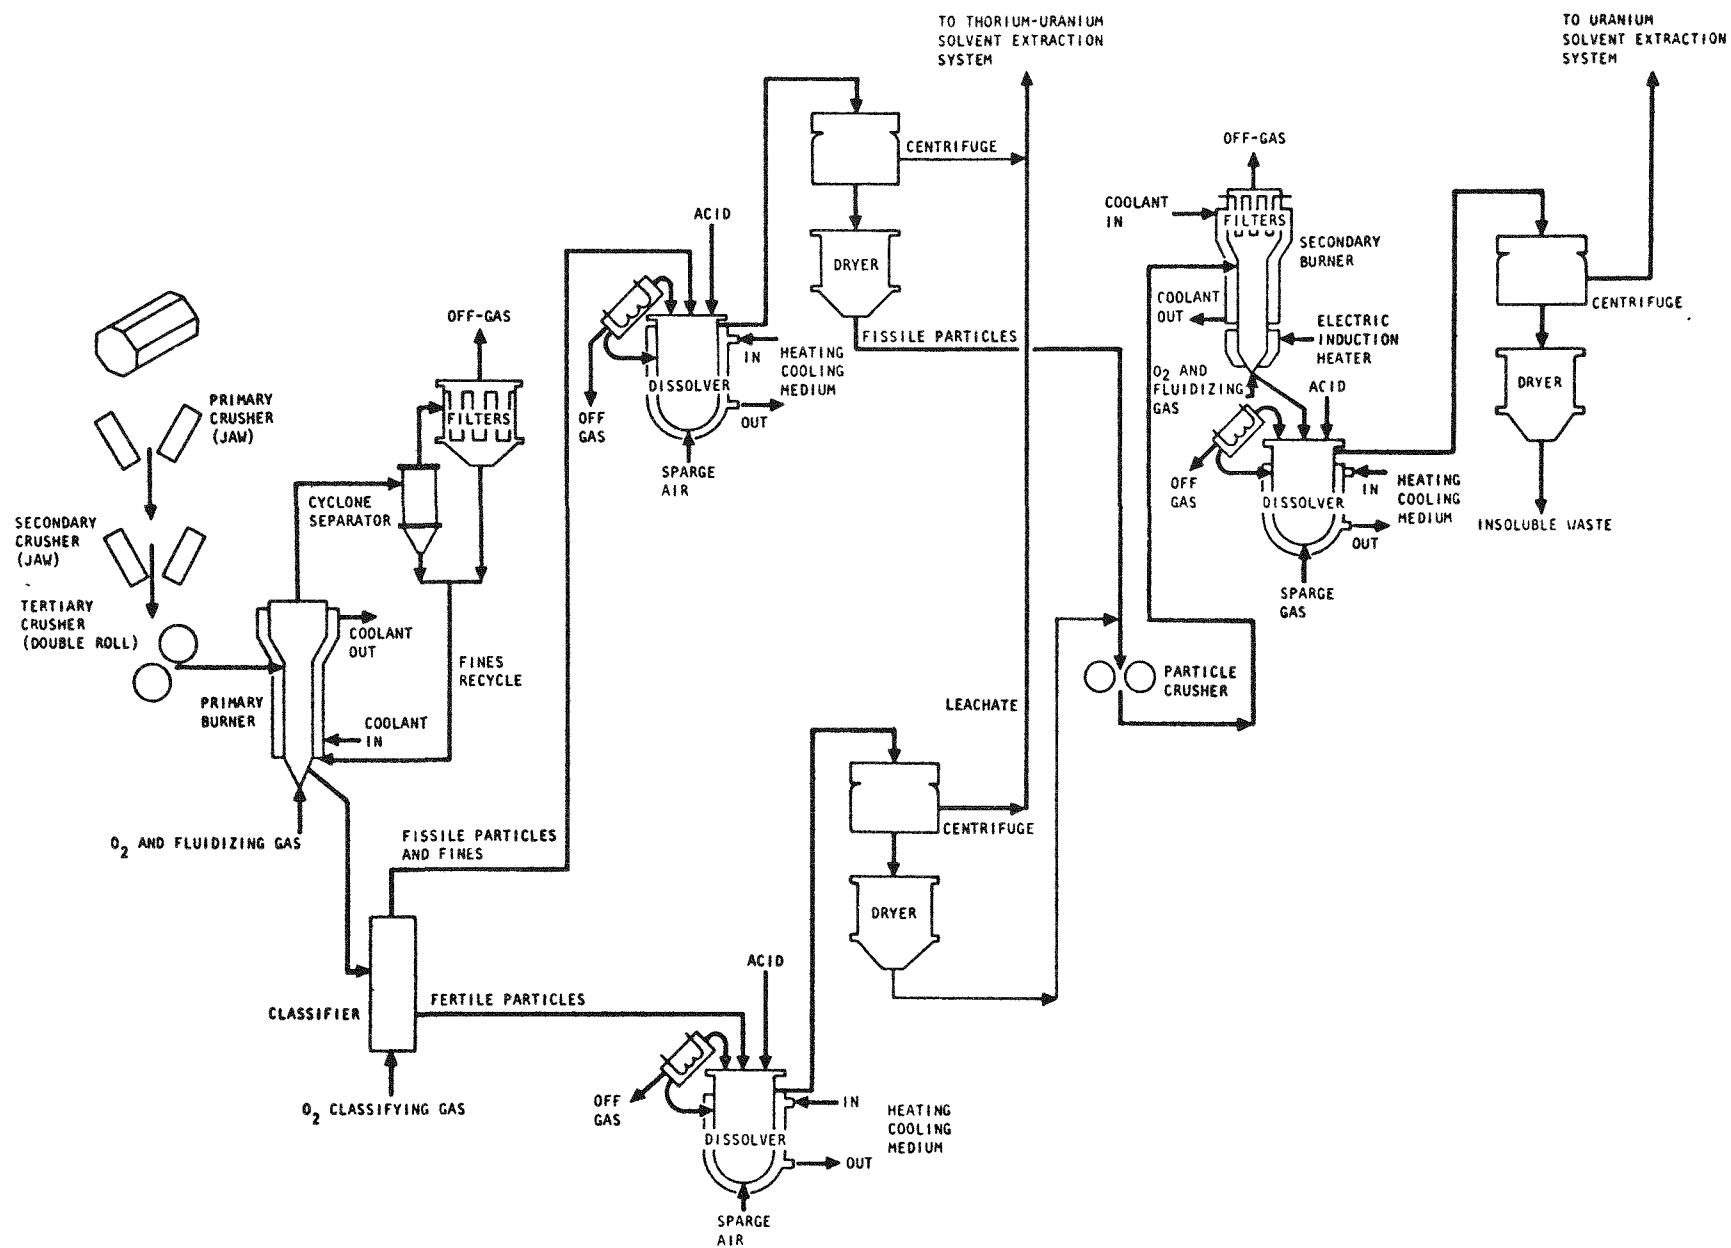 TO THORIUM-URANIUM
SOLVENT EXTRACTION
SYSTEM
TO URANIUM
SOLVENT EXTRACTION
SYSTEM
OFF-GAS
CENTRIFUGE
COOLANT
IN
FILTERS
SECONDARY
BURNER
ACID
DRYER
COOLANT
OUT
CENTRIFUGE
ELECTRIC
INDUCTION
HEATER
OFF-GAS
FISSILE PARTICLES
IN
HEATING
COOLING
MEDIUM
DISSOLVER
OUT
OFF
GAS
SPARGE
AIR
O2 AND
FLUIDIZING
GAS
ACID
DRYER
PRIMARY
CRUSHER
(JAW)
FILTERS
OFF
GAS
DISSOLVER
IN
HEATING
COOLING
MEDIUM
OUT
INSOLUBLE WASTE
CYCLONE
SEPARATOR
SECONDARY
CRUSHER
(JAW)
SPARGE
GAS
TERTIARY
CRUSHER
(DOUBLE ROLL)
COOLANT
OUT
FINES
RECYCLE
PARTICLE
CRUSHER
PRIMARY
BURNER
COOLANT
IN
LEACHATE
O2 AND FLUIDIZING GAS
FISSILE PARTICLES
AND FINES
CENTRIFUGE
DRYER
ACID
CLASSIFIER
FERTILE PARTICLES
O2 CLASSIFYING GAS
OFF
GAS
IN
HEATING
COOLING
MEDIUM
DISSOLVER
OUT
SPARGE
AIR